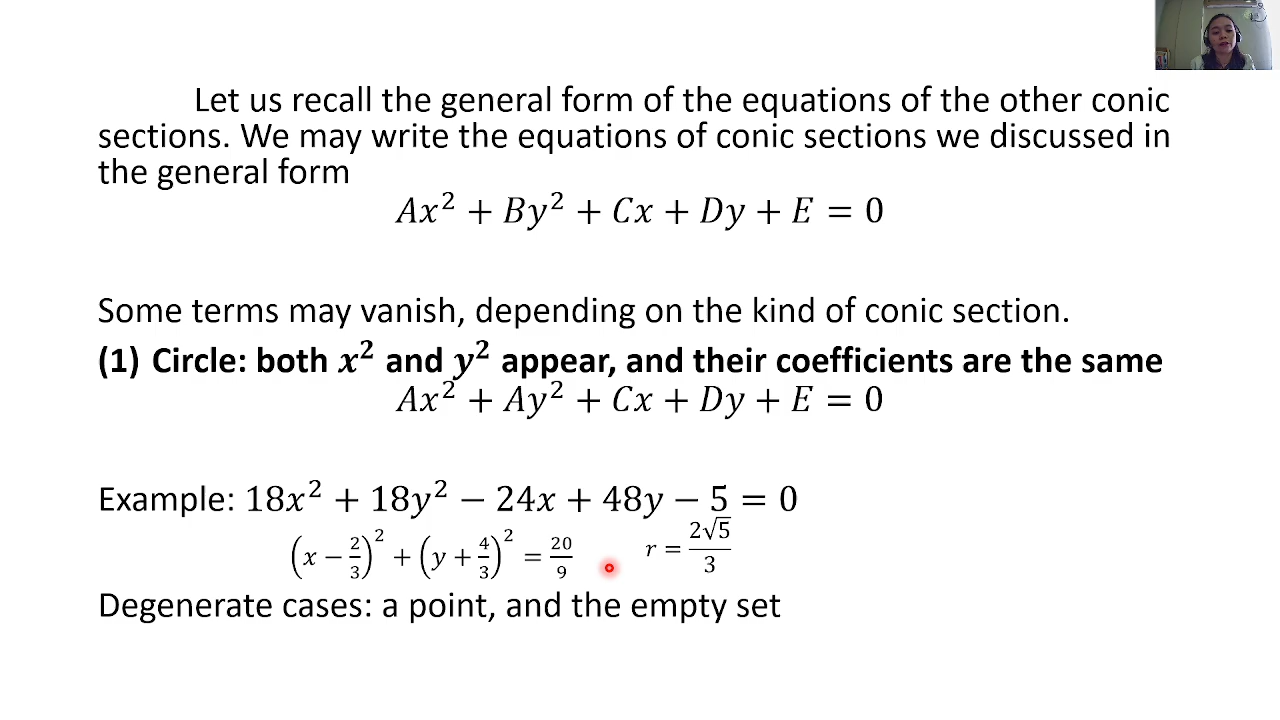 Let us recall the general form of the equations of the other conic
sections. We may write the equations of conic sections we discussed in
the general form
Ax² + By² + Cx + Dy + E = 0
Some terms may vanish, depending on the kind of conic section.
(1) Circle: both x² and y² appear, and their coefficients are the same
Ax² + Ay² + Cx + Dy + E = 0
Example: 18x² + 18y² − 24x + 48y − 5 = 0
(x − 2/3)² + (y + 4/3)² = 20/9 r = 2√5/3
Degenerate cases: a point, and the empty set